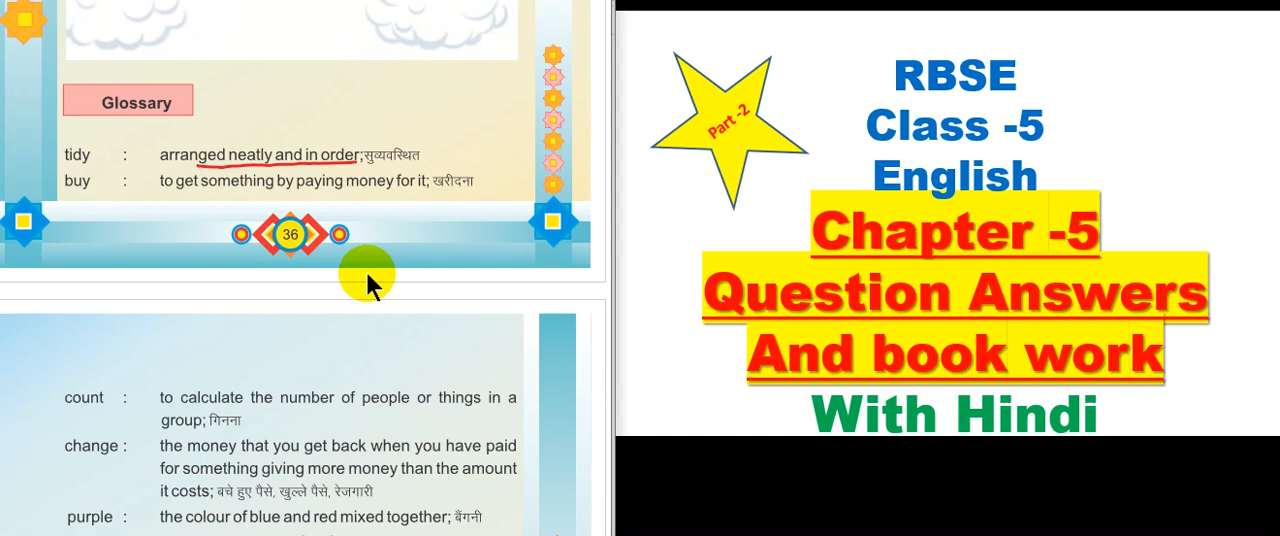 Glossary
tidy : arranged neatly and in order;सुव्यवस्थित
buy : to get something by paying money for it; खरीदना
36
count : to calculate the number of people or things in a
group; गिनना
change : the money that you get back when you have paid
for something giving more money than the amount
it costs; बचे हुए पैसे, खुल्ले पैसे, रेजगारी
purple : the colour of blue and red mixed together; बैंगनी
Part -2
RBSE
Class -5
English
Chapter -5
Question Answers
And book work
With Hindi